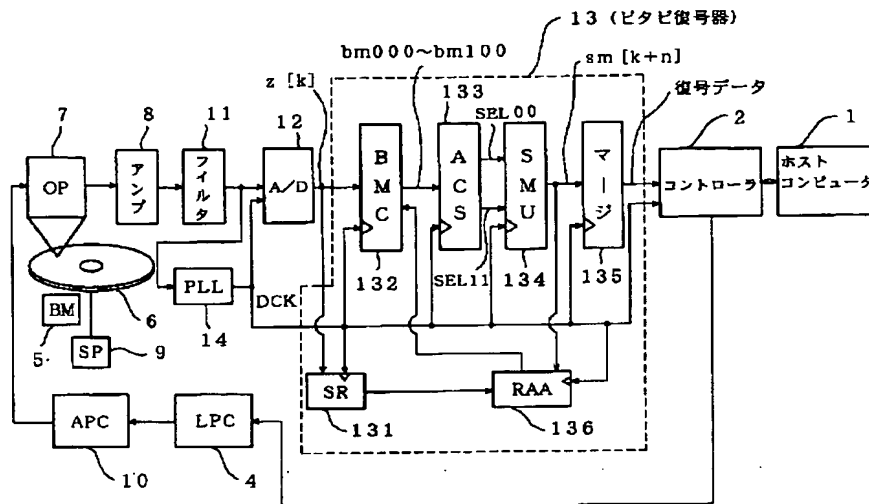 13 (ビタビ復号器)
bm000～bm100
sm [k+n]
z [k]
133
復号データ
7
8
11
12
SEL00
2
1
OP
アンプ
フィルタ
A/D
BMC
ACS
SMU
マージ
コントローラ
ホスト
コンピュータ
132
SEL11
134
135
PLL
DCK
14
BM
5
6
SP
9
SR
131
RAA
136
APC
10
LPC
4